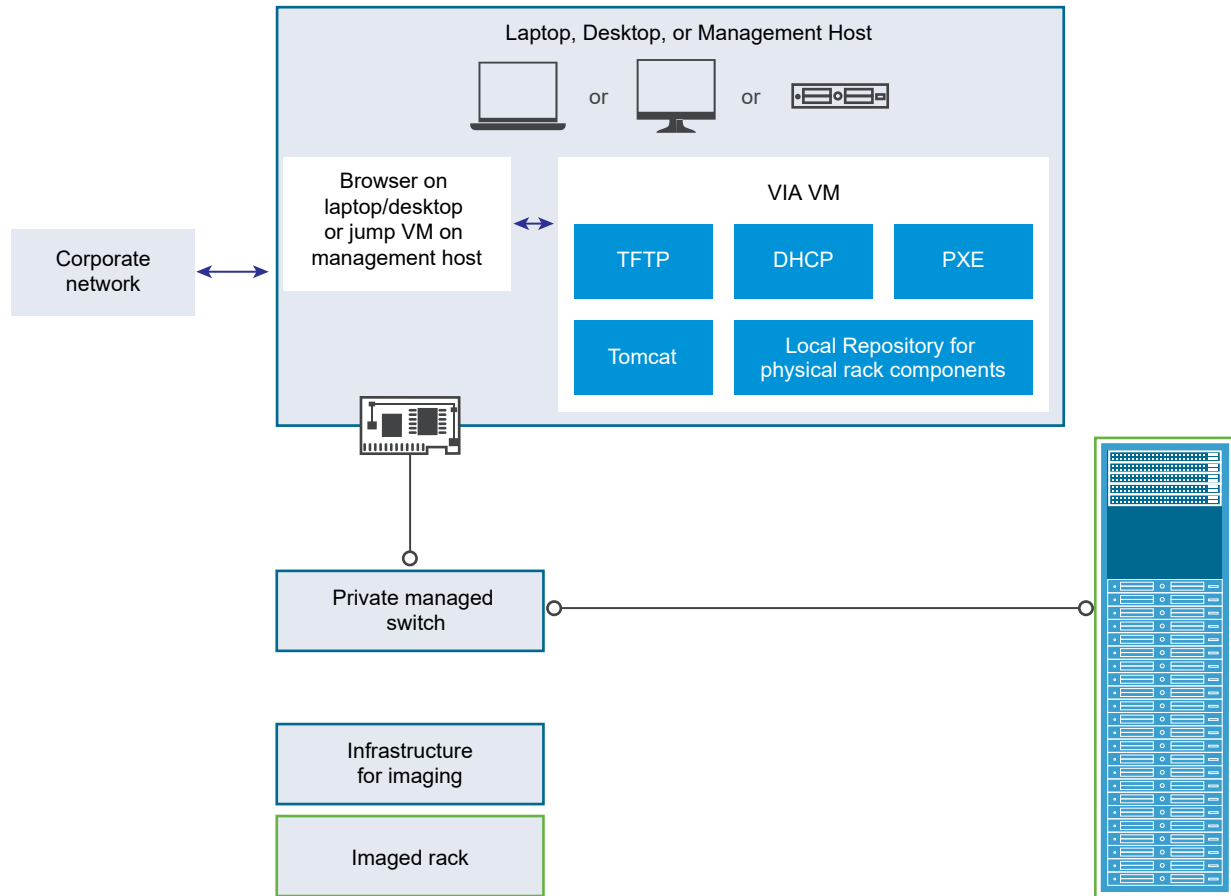 Laptop, Desktop, or Management Host
or
or
Browser on
laptop/desktop
or jump VM on
management host
VIA VM
TFTP
DHCP
PXE
Tomcat
Local Repository for
physical rack components
Corporate
network
Private managed
switch
Infrastructure
for imaging
Imaged rack